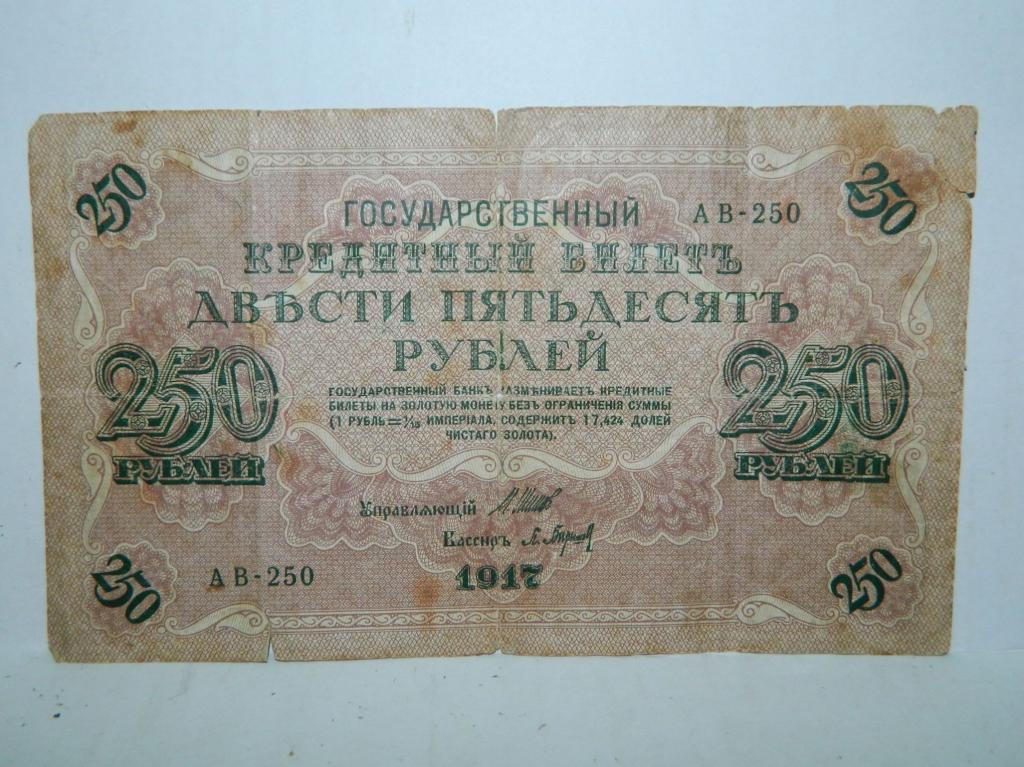 250 250
ГОСУДАРСТВЕННЫЙ АВ-250
КРЕДИТНЫЙ БИЛЕТЪ
ДВѢСТИ ПЯТЬДЕСЯТЪ
РУБЛЕЙ
250 РУБЛЕЙ
250 РУБЛЕЙ
ГОСУДАРСТВЕННЫЙ БАНКЪ РАЗМѢНИВАЕТЪ КРЕДИТНЫЕ
БИЛЕТЫ НА ЗОЛОТУЮ МОНЕТУ БЕЗЪ ОГРАНИЧЕНІЯ СУММЫ
(1 РУБЛЬ = 1/15 ИМПЕРІАЛА, СОДЕРЖИТЪ 17,424 ДОЛЕЙ
ЧИСТАГО ЗОЛОТА).
Управляющій
Кассиръ
АВ-250
1917
250 250